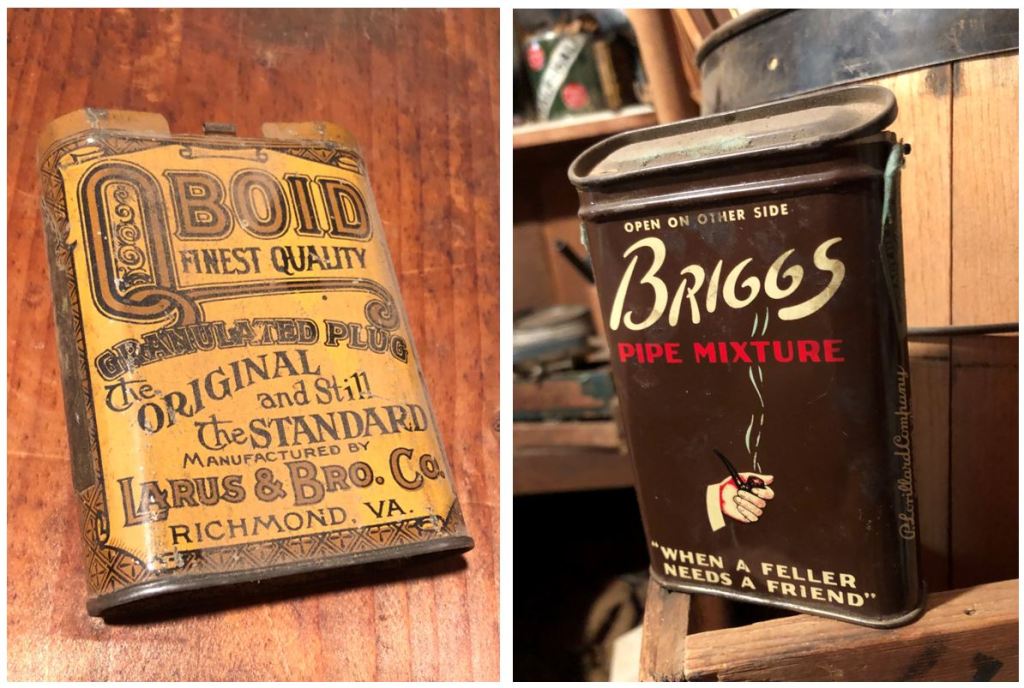 QBOID
FINEST QUALITY
GRANULATED PLUG
The ORIGINAL
and Still
the STANDARD
MANUFACTURED BY
LARUS & BRO. CO.
RICHMOND, VA.
OPEN ON OTHER SIDE
BRIGGS
PIPE MIXTURE
"WHEN A FELLER
NEEDS A FRIEND"
P. Lorillard Company